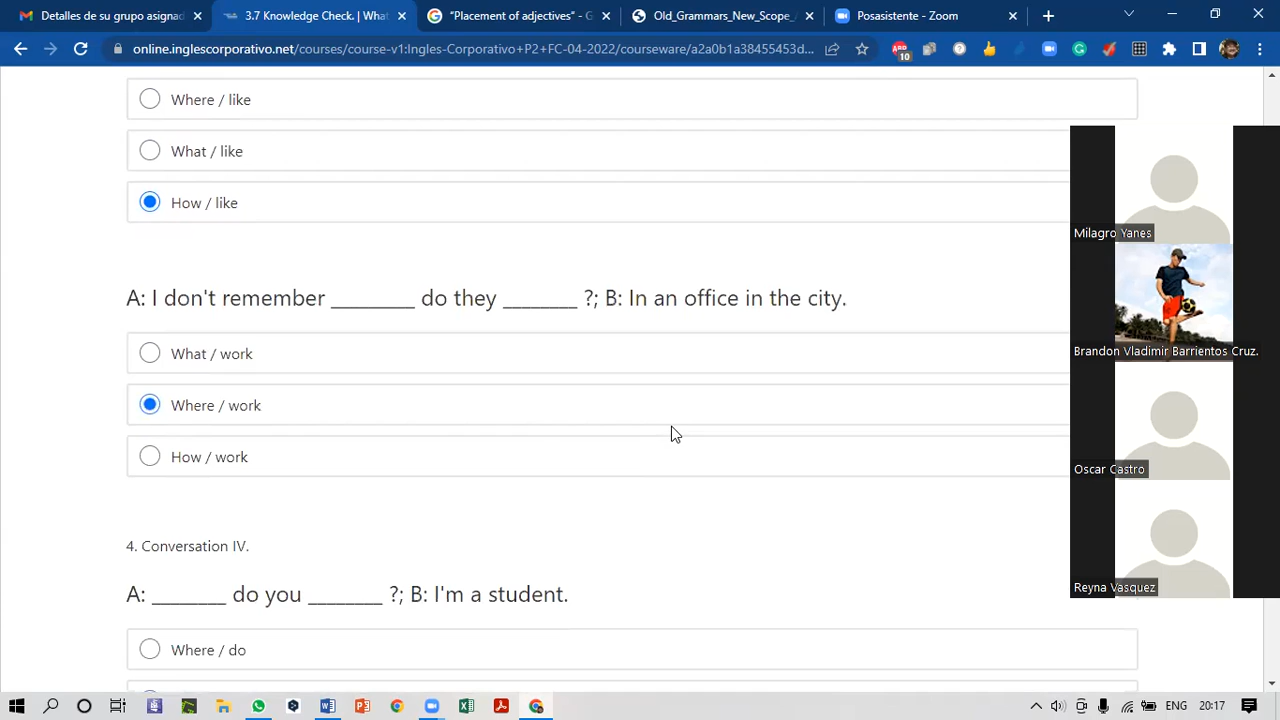 Detalles de su grupo asignad
3.7 Knowledge Check. | What
"Placement of adjectives" - G
Old_Grammars_New_Scope_
Posasistente - Zoom
online.inglescorporativo.net/courses/course-v1:Ingles-Corporativo+P2+FC-04-2022/courseware/a2a0b1a38455453d...
10
Where / like
What / like
How / like
A: I don't remember ________ do they _______ ?; B: In an office in the city.
What / work
Where / work
How / work
4. Conversation IV.
A: _______ do you _______ ?; B: I'm a student.
Where / do
Milagro Yanes
Brandon Vladimir Barrientos Cruz.
Oscar Castro
Reyna Vasquez
ENG
20:17